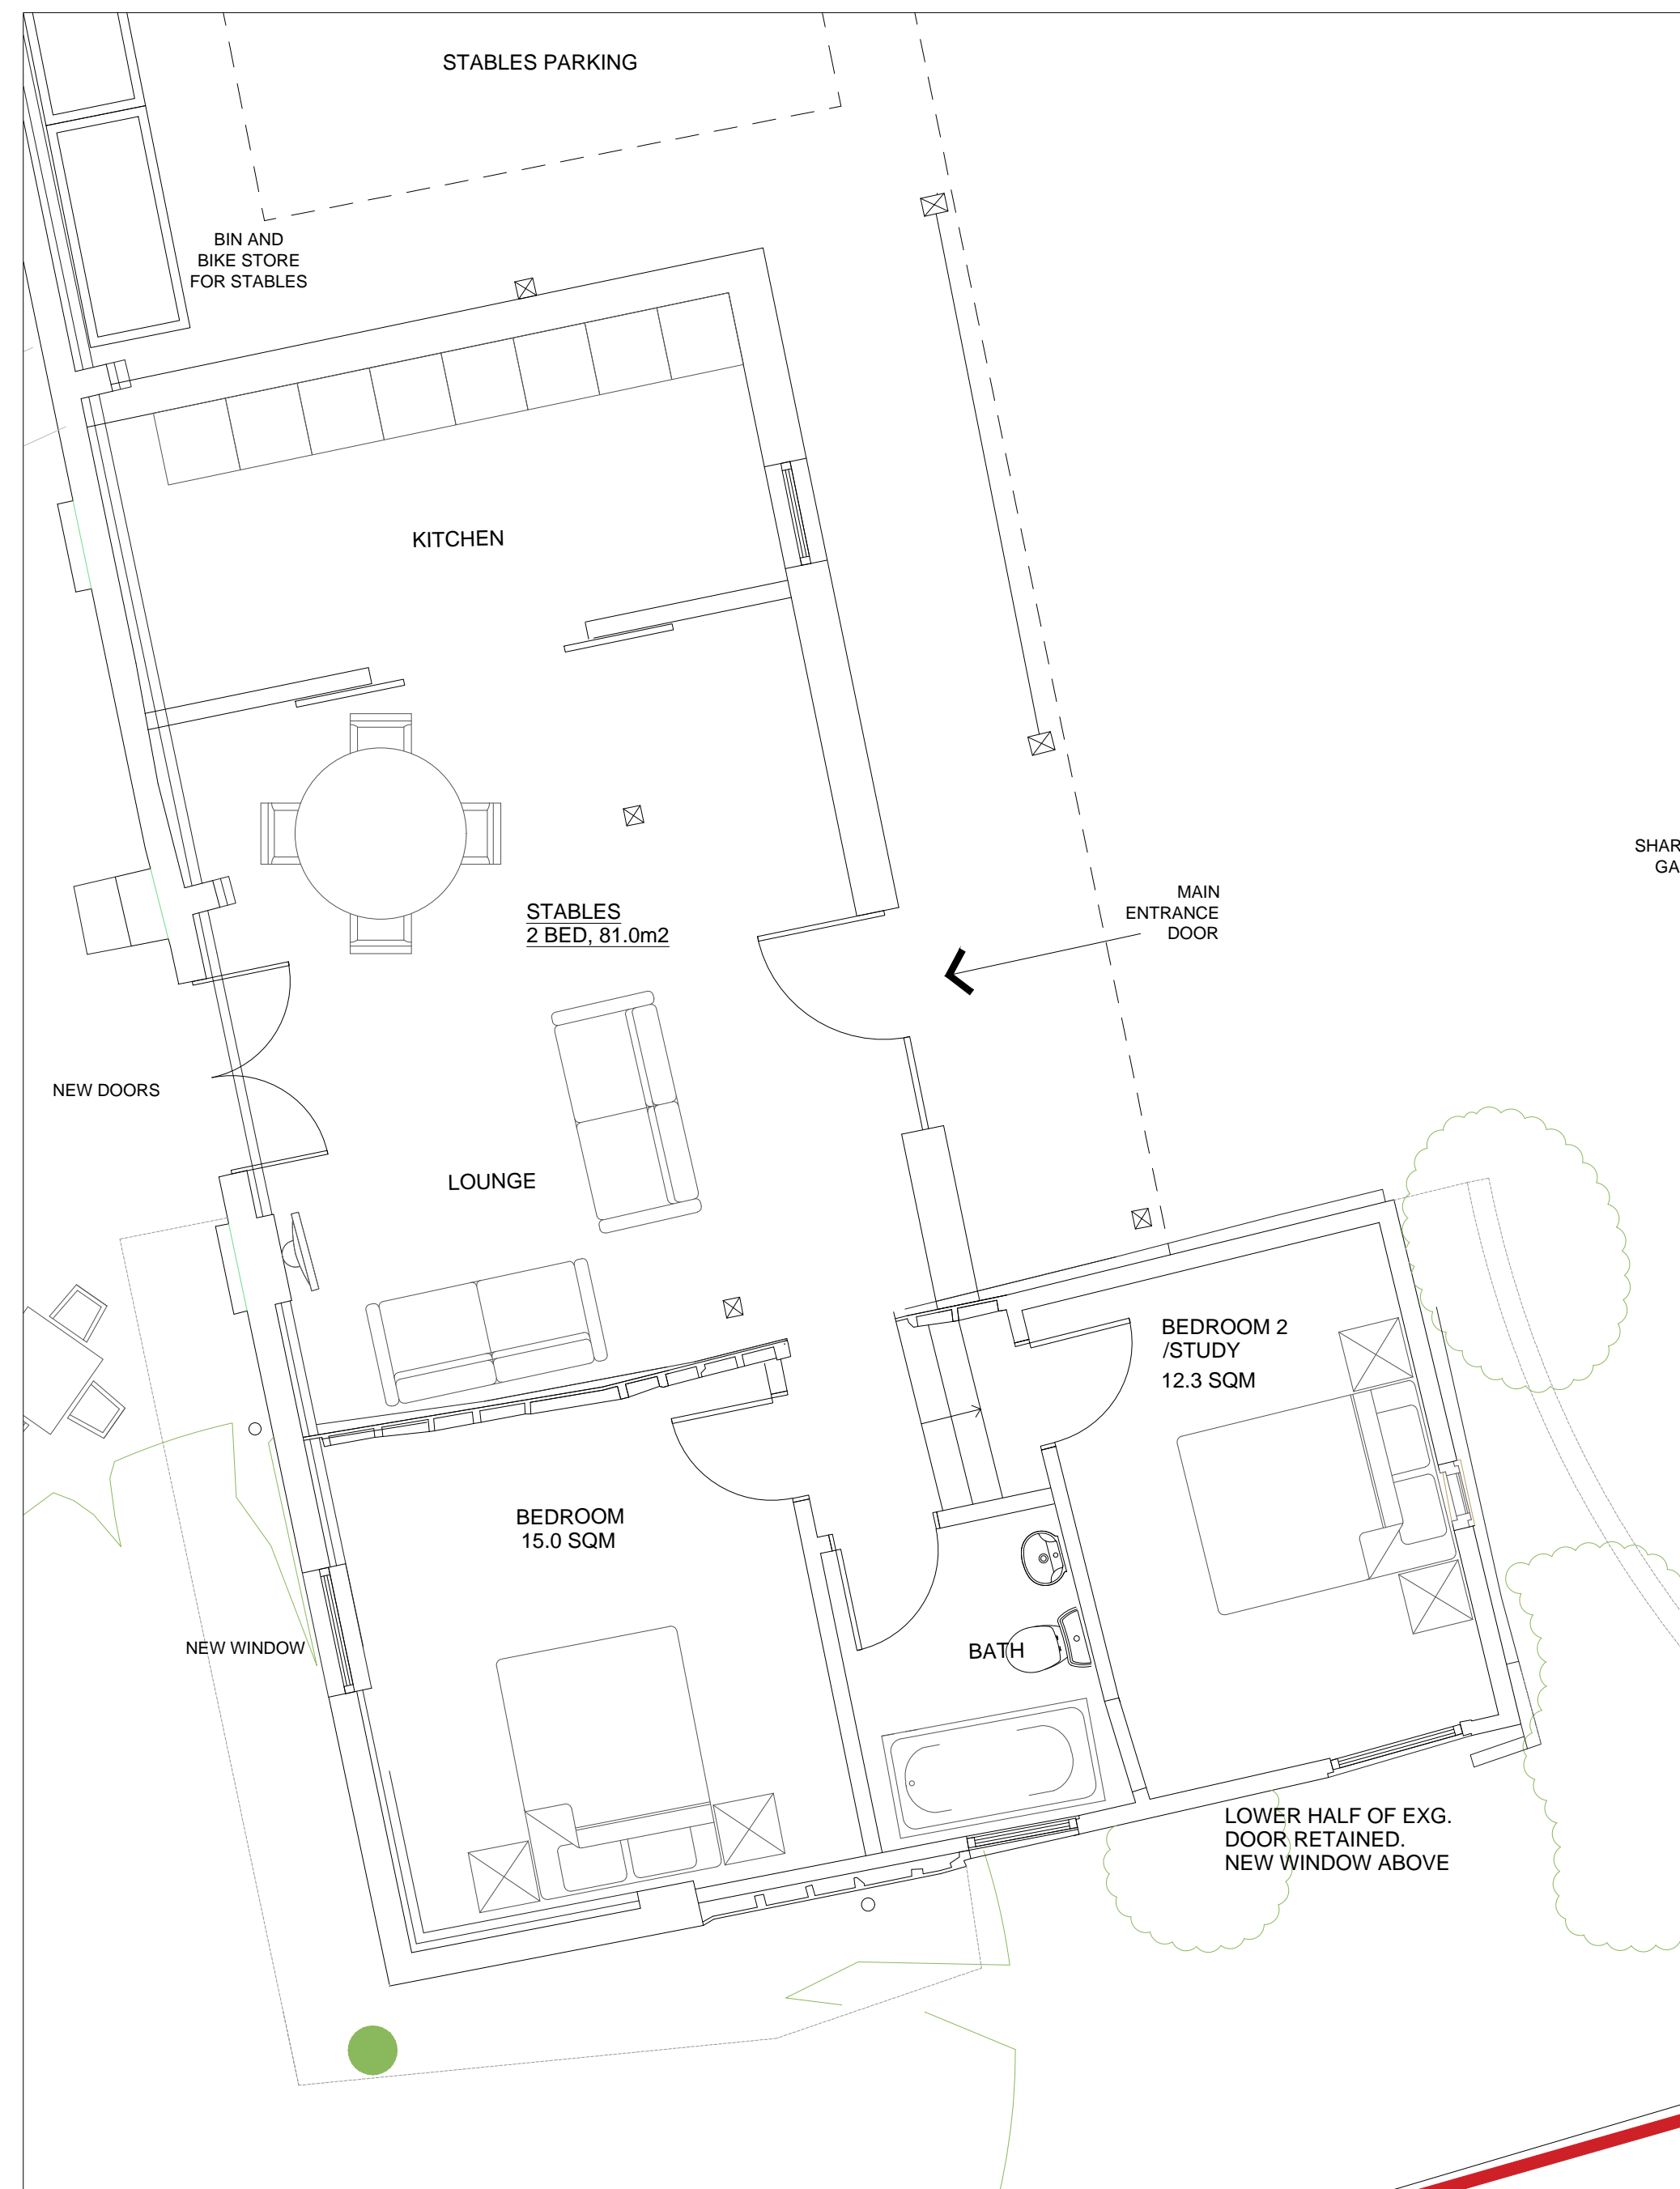 STABLES PARKING
BIN AND
BIKE STORE
FOR STABLES
KITCHEN
SHAR
GA
MAIN
ENTRANCE
DOOR
STABLES
2 BED, 81.0m2
NEW DOORS
LOUNGE
BEDROOM 2
/STUDY
12.3 SQM
BEDROOM
15.0 SQM
NEW WINDOW
BATH
LOWER HALF OF EXG.
DOOR RETAINED.
NEW WINDOW ABOVE